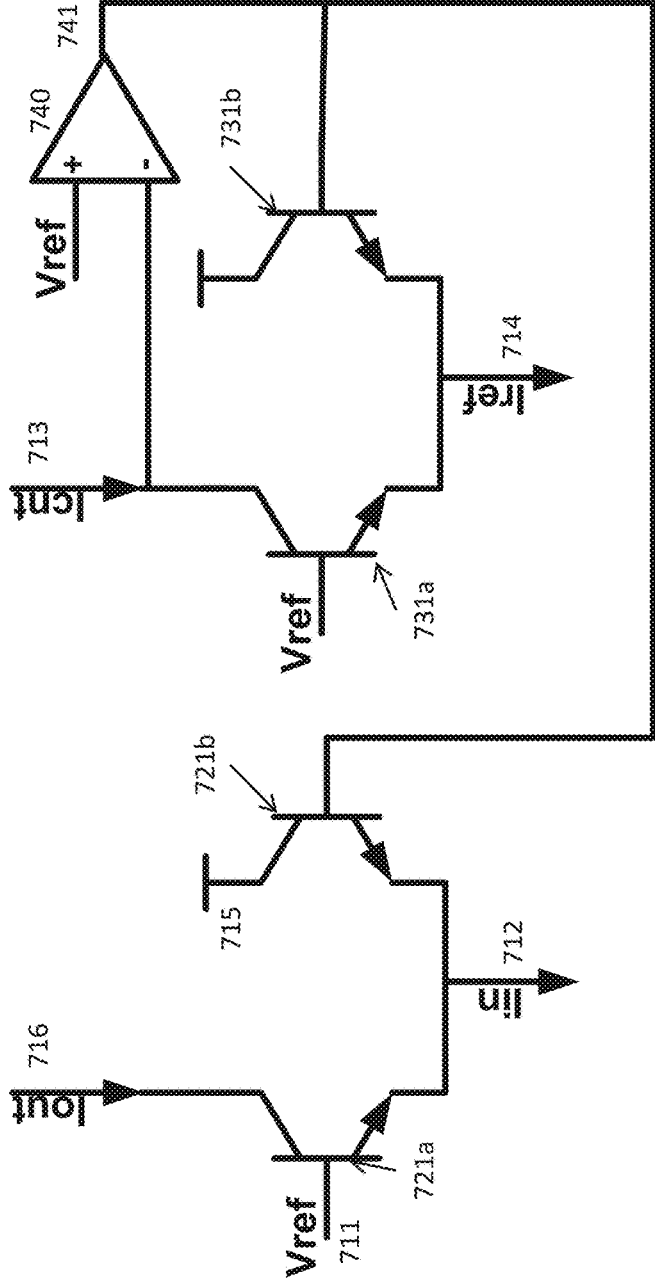 741
740
+
-
Vref
731b
713
Icnt
714
Iref
Vref
731a
721b
715
712
Iin
716
Iout
721a
Vref
711